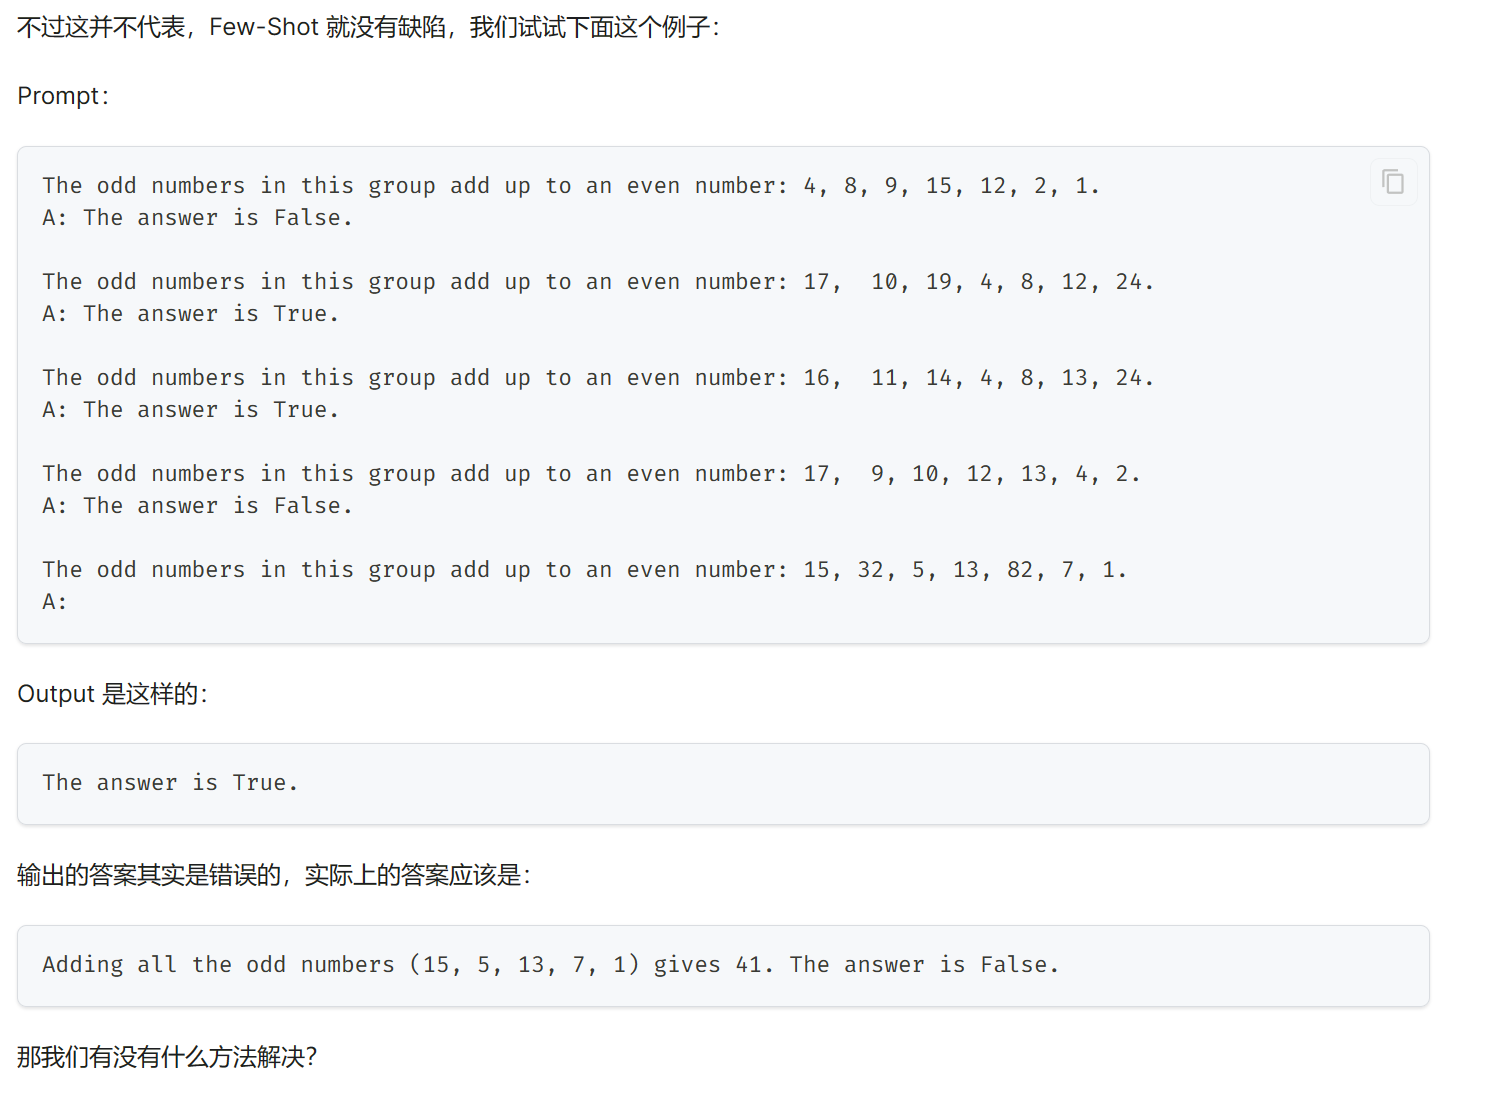 不过这并不代表，Few-Shot 就没有缺陷，我们试试下面这个例子：
Prompt：
The odd numbers in this group add up to an even number: 4, 8, 9, 15, 12, 2, 1.
A: The answer is False.
The odd numbers in this group add up to an even number: 17,  10, 19, 4, 8, 12, 24.
A: The answer is True.
The odd numbers in this group add up to an even number: 16,  11, 14, 4, 8, 13, 24.
A: The answer is True.
The odd numbers in this group add up to an even number: 17,  9, 10, 12, 13, 4, 2.
A: The answer is False.
The odd numbers in this group add up to an even number: 15, 32, 5, 13, 82, 7, 1.
A:
Output 是这样的：
The answer is True.
输出的答案其实是错误的，实际上的答案应该是：
Adding all the odd numbers (15, 5, 13, 7, 1) gives 41. The answer is False.
那我们有没有什么方法解决？